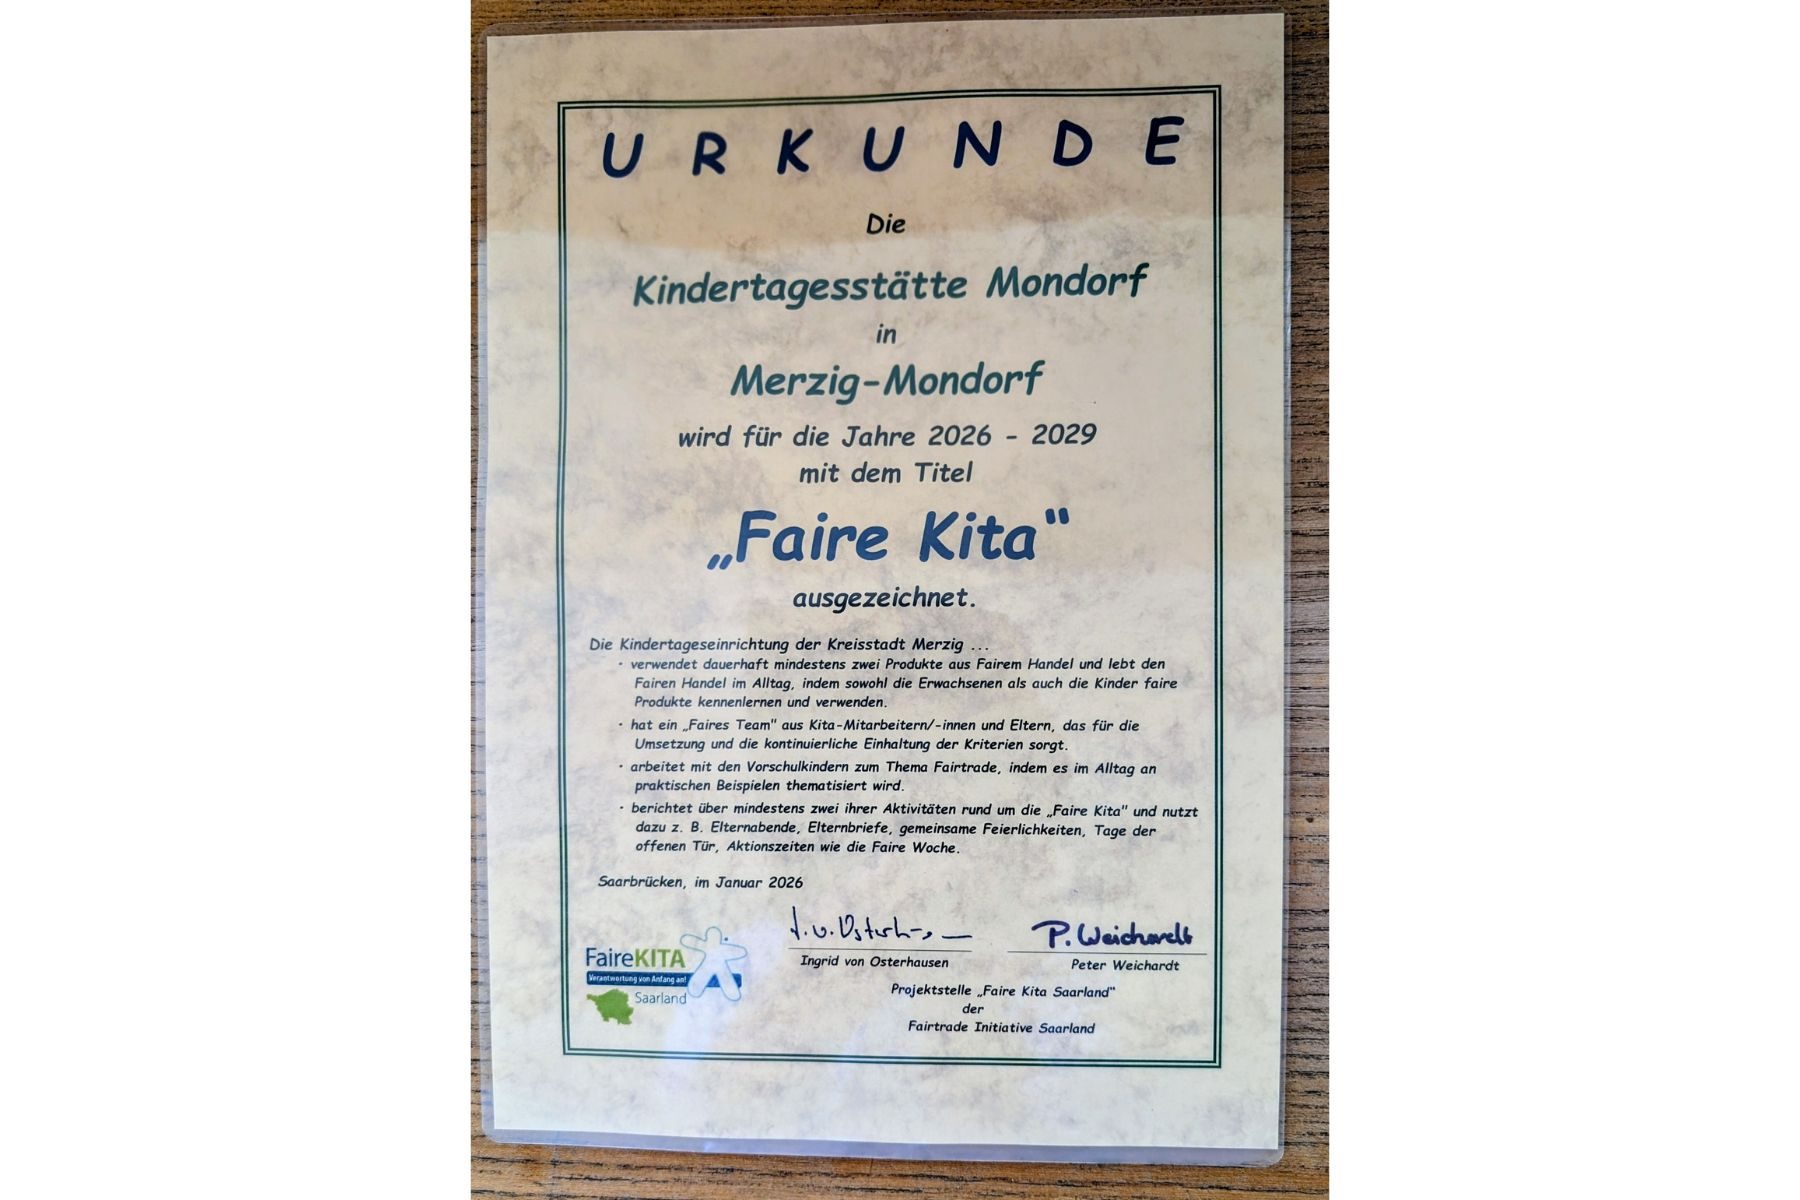 URKUNDE
Die
Kindertagesstätte Mondorf
in
Merzig-Mondorf
wird für die Jahre 2026 - 2029
mit dem Titel
„Faire Kita“
ausgezeichnet.
Die Kindertageseinrichtung der Kreisstadt Merzig ...
· verwendet dauerhaft mindestens zwei Produkte aus Fairem Handel und lebt den
Fairen Handel im Alltag, indem sowohl die Erwachsenen als auch die Kinder faire
Produkte kennenlernen und verwenden.
· hat ein „Faires Team" aus Kita-Mitarbeitern/-innen und Eltern, das für die
Umsetzung und die kontinuierliche Einhaltung der Kriterien sorgt.
· arbeitet mit den Vorschulkindern zum Thema Fairtrade, indem es im Alltag an
praktischen Beispielen thematisiert wird.
· berichtet über mindestens zwei ihrer Aktivitäten rund um die „Faire Kita" und nutzt
dazu z. B. Elternabende, Elternbriefe, gemeinsame Feierlichkeiten, Tage der
offenen Tür, Aktionszeiten wie die Faire Woche.
Saarbrücken, im Januar 2026
P. Weichardt
Ingrid von Osterhausen
Peter Weichardt
FaireKITA
Verantwortung von Anfang an!
Saarland
Projektstelle „Faire Kita Saarland"
der
Fairtrade Initiative Saarland